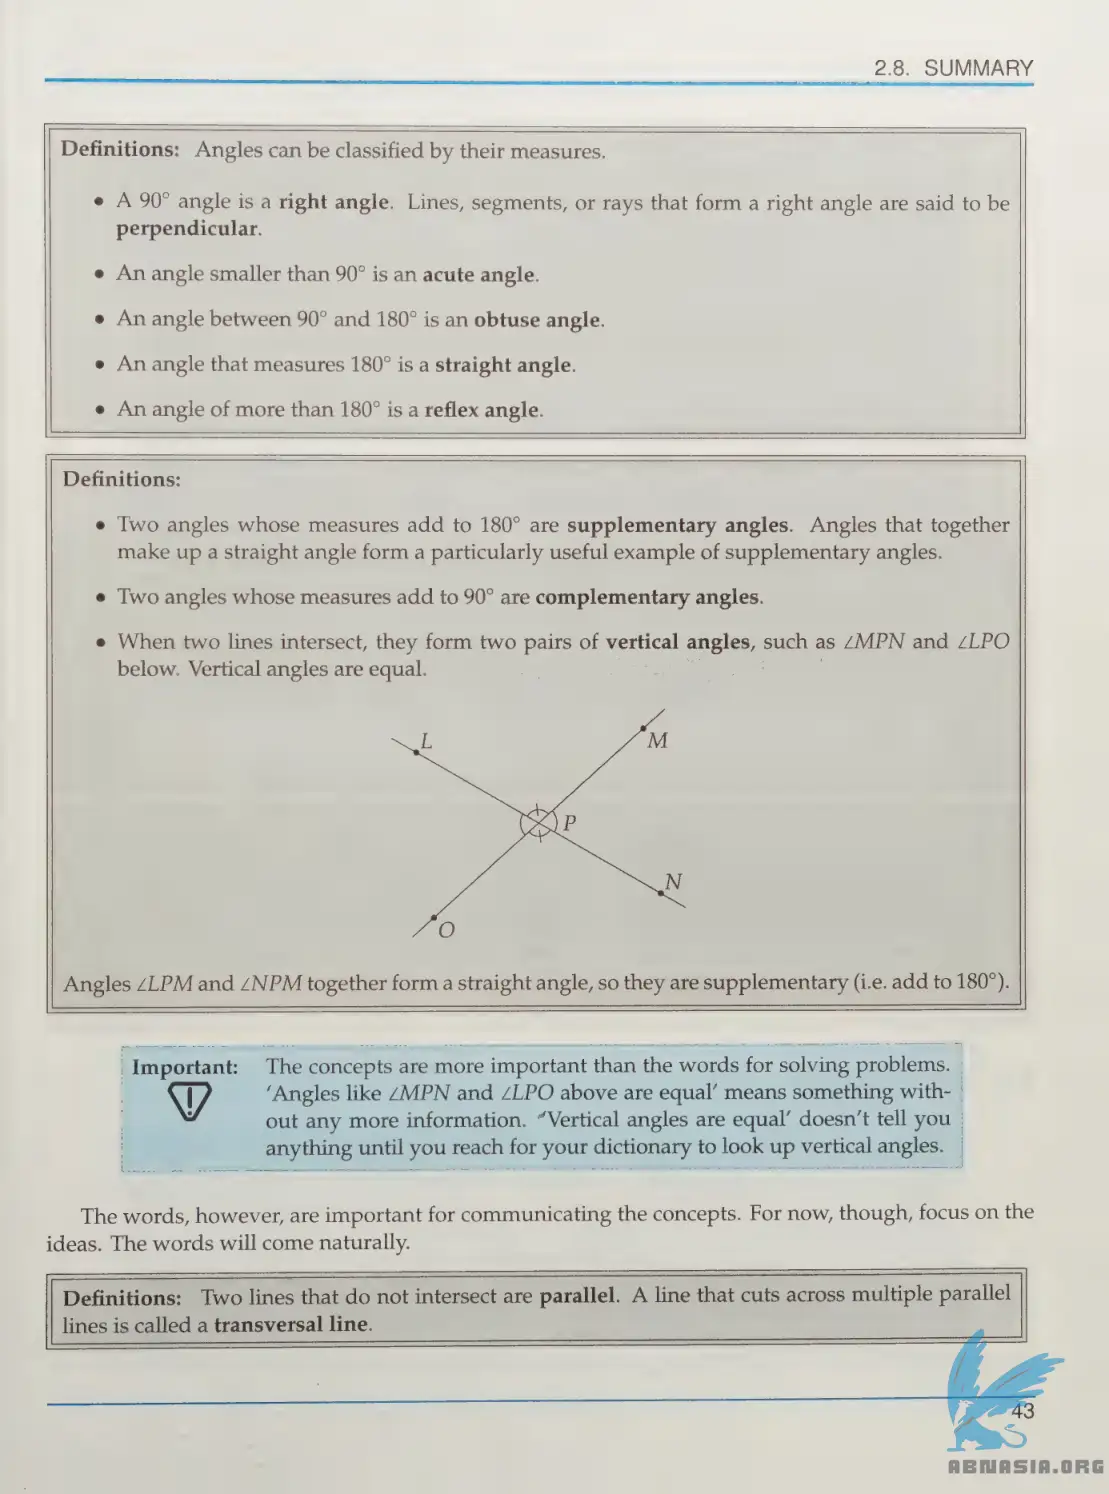 2.8. SUMMARY
Definitions: Angles can be classified by their measures.
• A 90° angle is a right angle. Lines, segments, or rays that form a right angle are said to be
perpendicular.
• An angle smaller than 90° is an acute angle.
• An angle between 90° and 180° is an obtuse angle.
• An angle that measures 180° is a straight angle.
• An angle of more than 180° is a reflex angle.
Definitions:
• Two angles whose measures add to 180° are supplementary angles. Angles that together
make up a straight angle form a particularly useful example of supplementary angles.
• Two angles whose measures add to 90° are complementary angles.
• When two lines intersect, they form two pairs of vertical angles, such as ∠MPN and ∠LPO
below. Vertical angles are equal.
L
M
P
N
O
Angles ∠LPM and ∠NPM together form a straight angle, so they are supplementary (i.e. add to 180°).
Important: The concepts are more important than the words for solving problems.
'Angles like ∠MPN and ∠LPO above are equal' means something with-
out any more information. 'Vertical angles are equal' doesn't tell you
anything until you reach for your dictionary to look up vertical angles.
The words, however, are important for communicating the concepts. For now, though, focus on the
ideas. The words will come naturally.
Definitions: Two lines that do not intersect are parallel. A line that cuts across multiple parallel
lines is called a transversal line.
43
ABNASIA.ORG